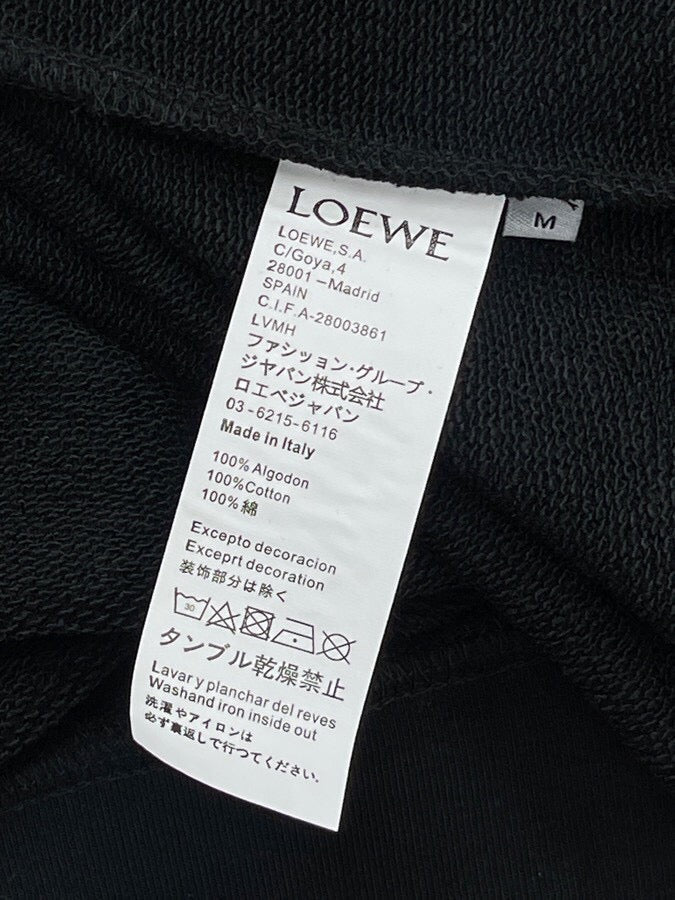 LOEWE
M
LOEWE,S.A.
C/Goya,4
28001 –Madrid
SPAIN
C.I.F.A-28003861
LVMH
ファシッョン・グループ・
ジャパン株式会社
ロエベジャパン
03-6215-6116
Made in Italy
100% Algodon
100%Cotton
100% 綿
Excepto decoracion
Exceprt decoration
装飾部分は除く
30
タンブル乾燥禁止
Lavar y planchar del reves
Washand iron inside out
洗濯やアイロンは
必ず裏返しで行つてください.